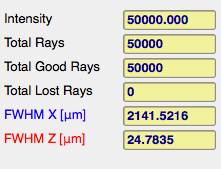 Intensity 50000.000
Total Rays 50000
Total Good Rays 50000
Total Lost Rays 0
FWHM X [µm] 2141.5216
FWHM Z [µm] 24.7835